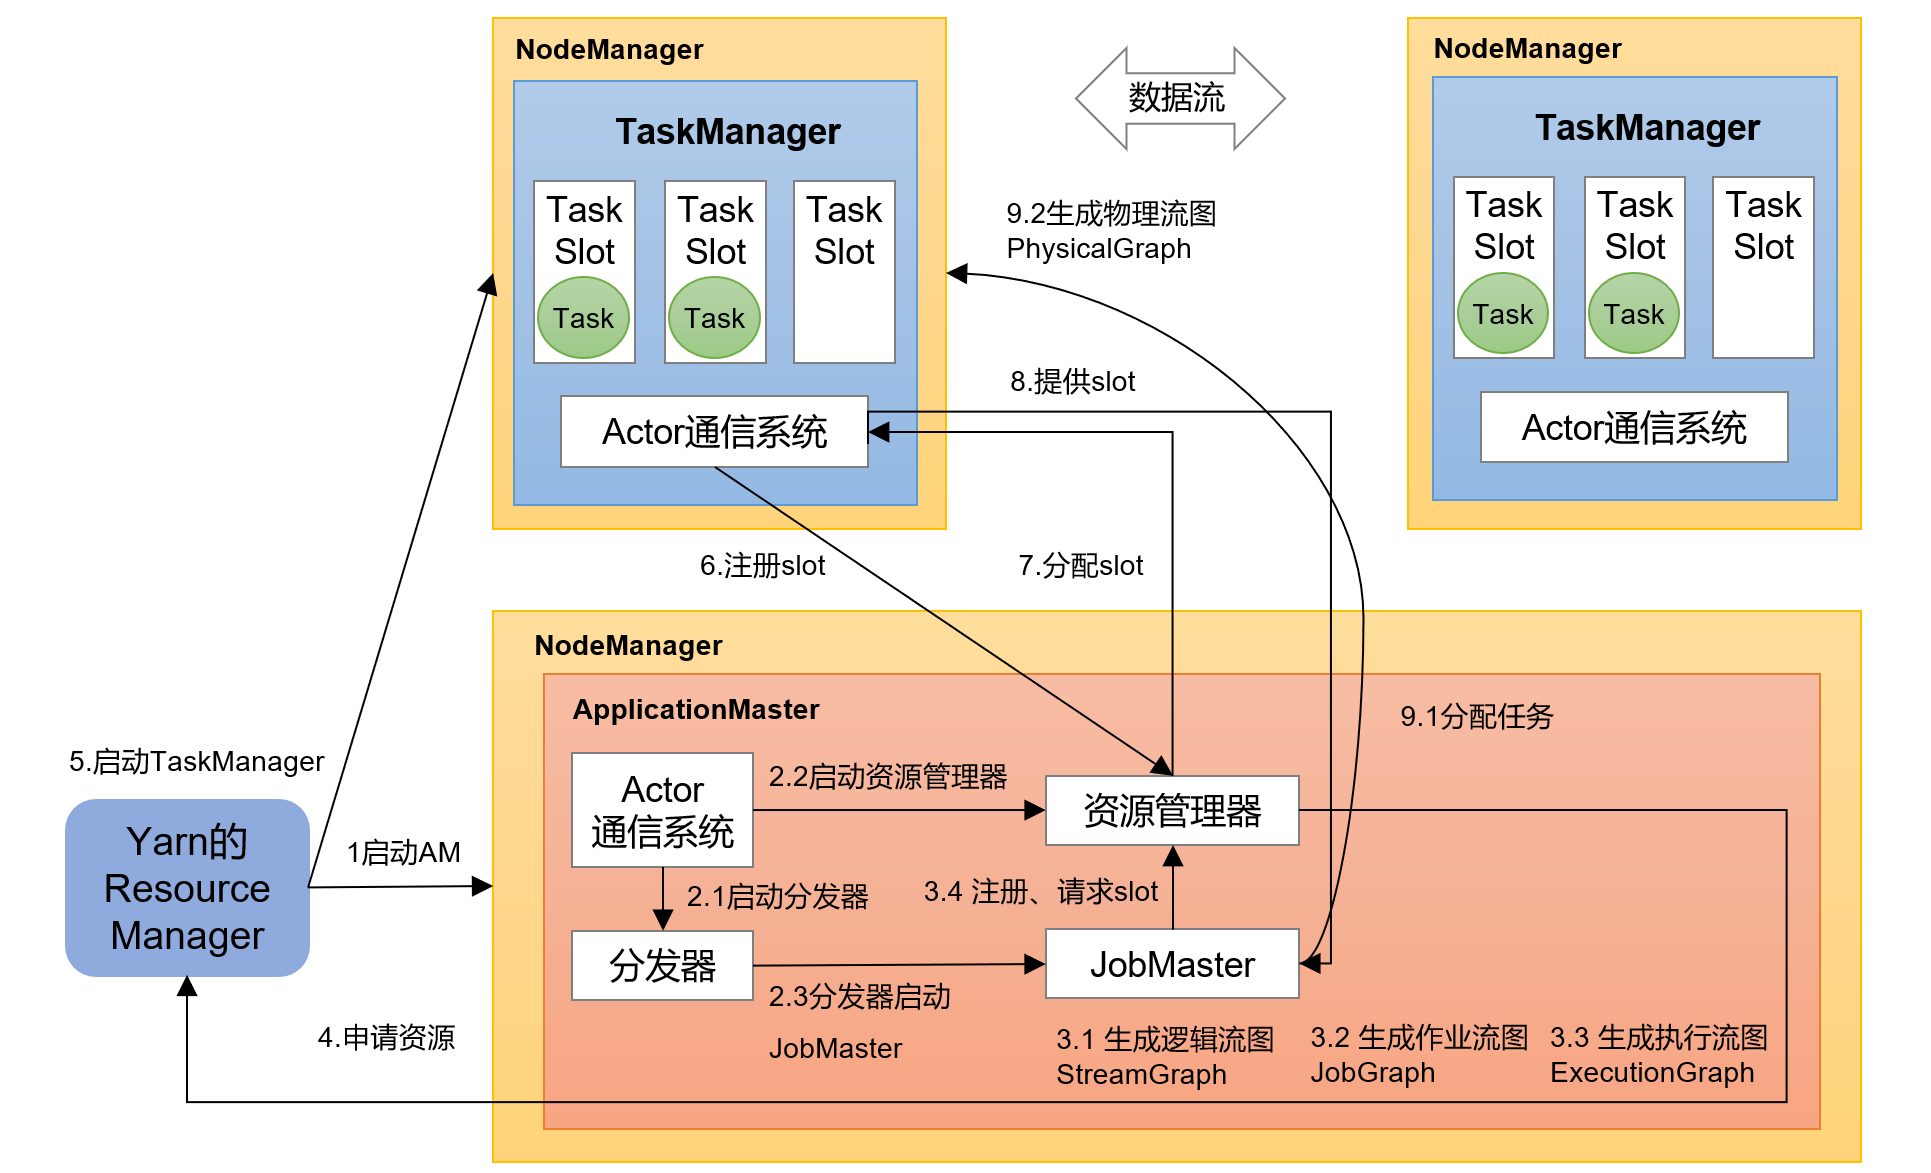 NodeManager
TaskManager
Task
Slot
Task
Task
Slot
Task
Task
Slot
Actor通信系统
数据流
NodeManager
TaskManager
Task
Slot
Task
Task
Slot
Task
Task
Slot
Actor通信系统
9.2生成物理流图
PhysicalGraph
8.提供slot
6.注册slot
7.分配slot
NodeManager
ApplicationMaster
9.1分配任务
5.启动TaskManager
Yarn的
Resource
Manager
1启动AM
4.申请资源
Actor
通信系统
2.2启动资源管理器
资源管理器
2.1启动分发器
3.4 注册、请求slot
分发器
JobMaster
2.3分发器启动
JobMaster
3.1 生成逻辑流图
StreamGraph
3.2 生成作业流图
JobGraph
3.3 生成执行流图
ExecutionGraph